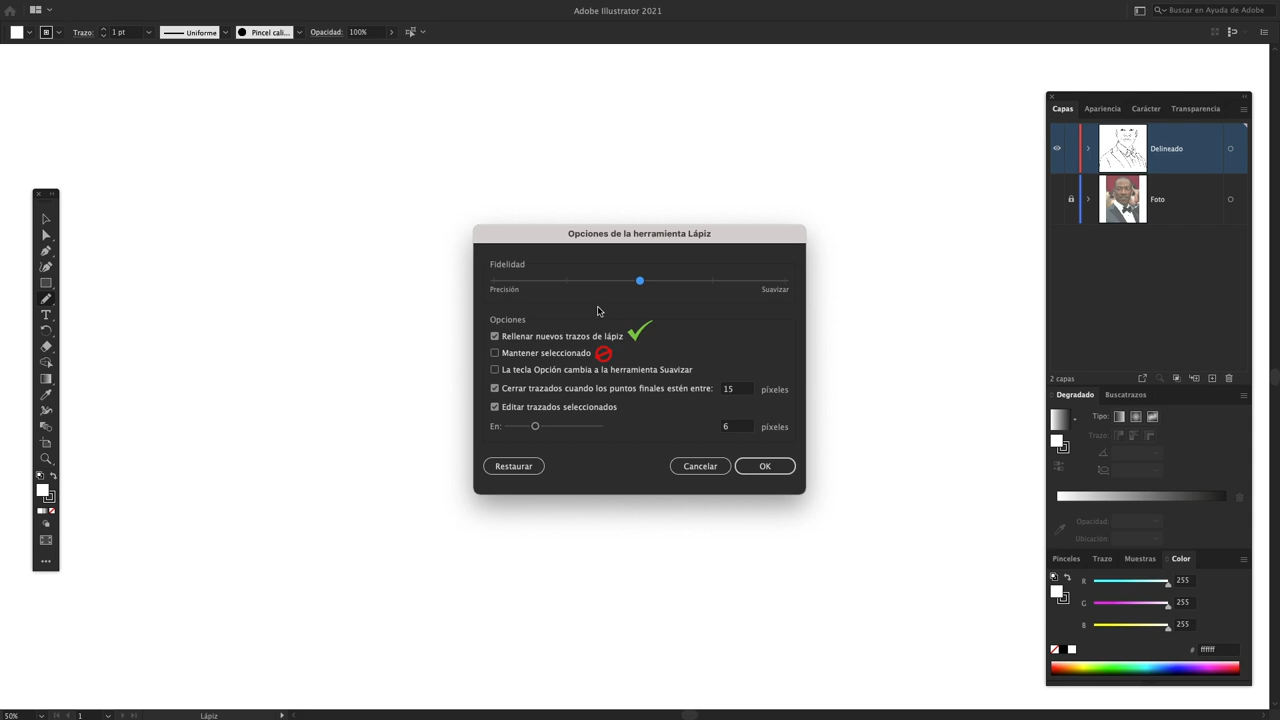 Adobe Illustrator 2021
Buscar en Ayuda de Adobe
Trazo: 1 pt Uniforme Pincel cali... Opacidad: 100%
Capas Apariencia Carácter Transparencia
Delineado
Foto
2 capas
Opciones de la herramienta Lápiz
Fidelidad
Precisión Suavizar
Opciones
Rellenar nuevos trazos de lápiz
Mantener seleccionado
La tecla Opción cambia a la herramienta Suavizar
Cerrar trazados cuando los puntos finales estén entre: 15 píxeles
Editar trazados seleccionados
En: 6 píxeles
Restaurar Cancelar OK
Degradado Buscatrazos
Tipo:
Trazo:
Opacidad:
Ubicación:
Pinceles Trazo Muestras Color
R 255
G 255
B 255
# ffffff
50% 1 Lápiz